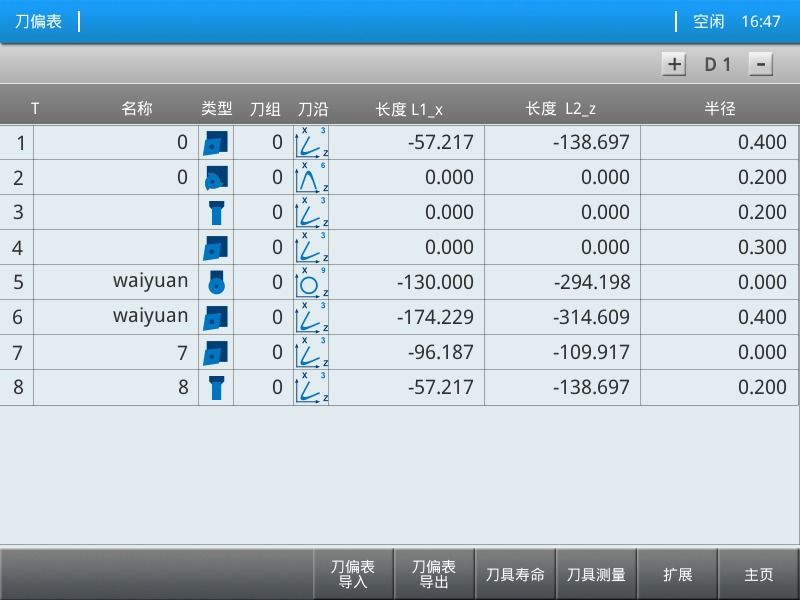 刀偏表 空闲 16:47
+ D 1 -
T 名称 类型 刀组 刀沿 长度 L1_x 长度 L2_z 半径
1 0 0 X 3 Z -57.217 -138.697 0.400
2 0 0 X 6 Z 0.000 0.000 0.200
3 0 X 3 Z 0.000 0.000 0.200
4 0 X 3 Z 0.000 0.000 0.300
5 waiyuan 0 X 9 Z -130.000 -294.198 0.000
6 waiyuan 0 X 3 Z -174.229 -314.609 0.400
7 7 0 X 3 Z -96.187 -109.917 0.000
8 8 0 X 3 Z -57.217 -138.697 0.200
刀偏表 刀偏表
导入 导出 刀具寿命 刀具测量 扩展 主页